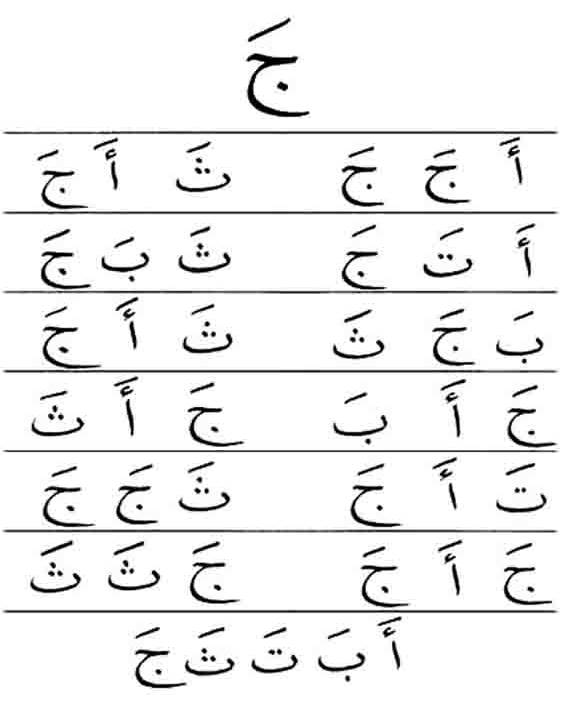 جَ
أَ جَ جَ ثَ أَ جَ
أَ تَ جَ ثَ بَ جَ
بَ جَ ثَ ثَ أَ جَ
جَ أَ بَ جَ أَ ثَ
تَ أَ جَ ثَ جَ جَ
جَ أَ جَ جَ ثَ ثَ
أَ بَ تَ ثَ جَ